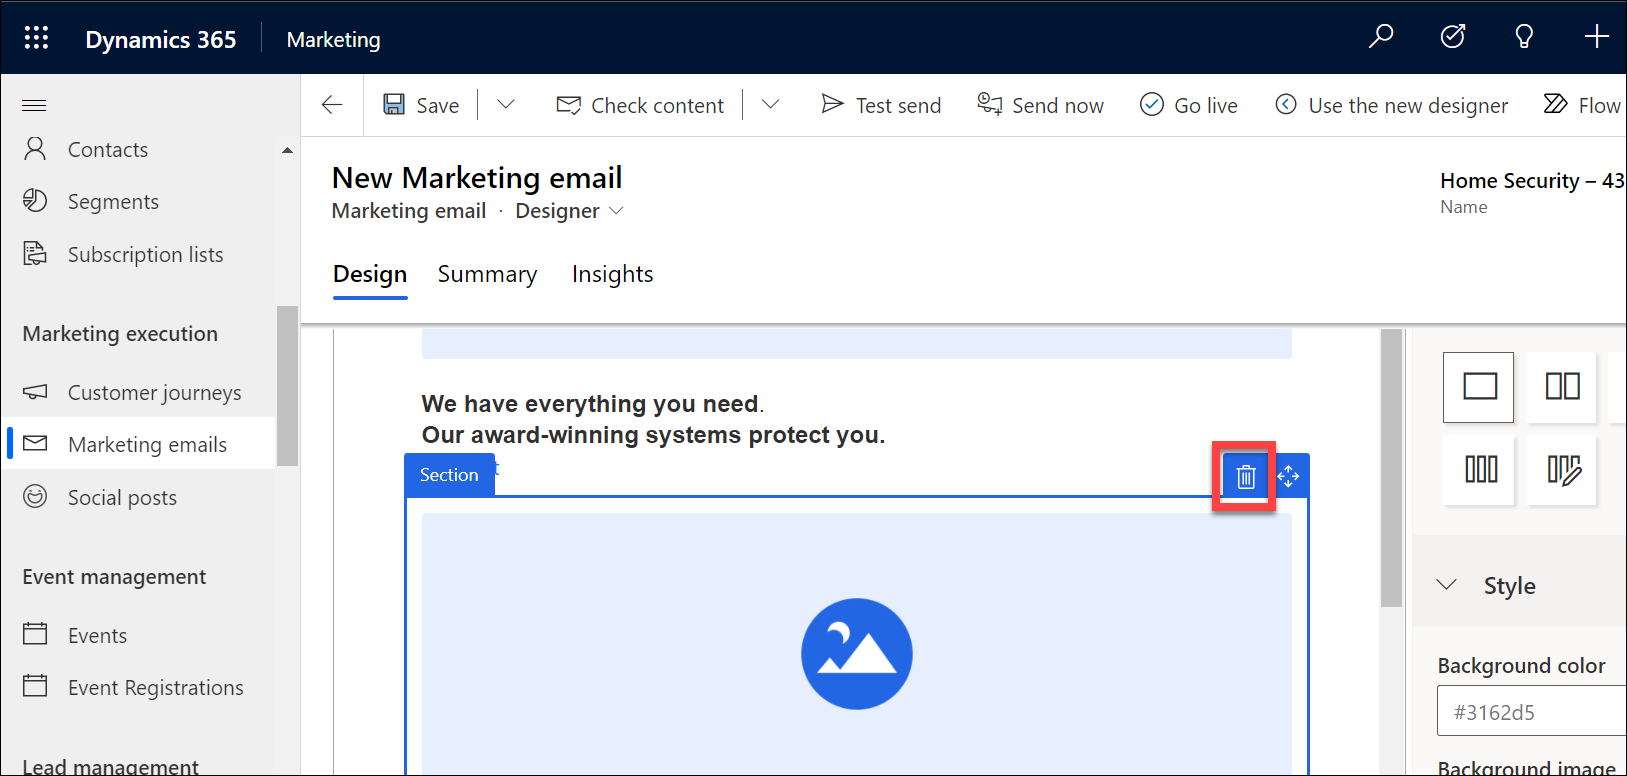 Dynamics 365 Marketing
Save Check content Test send Send now Go live Use the new designer Flow
Contacts
Segments
Subscription lists
Marketing execution
Customer journeys
Marketing emails
Social posts
Event management
Events
Event Registrations
Lead management
New Marketing email
Marketing email · Designer
Home Security – 43
Name
Design Summary Insights
We have everything you need.
Our award-winning systems protect you.
Section t
Style
Background color
#3162d5
Background image